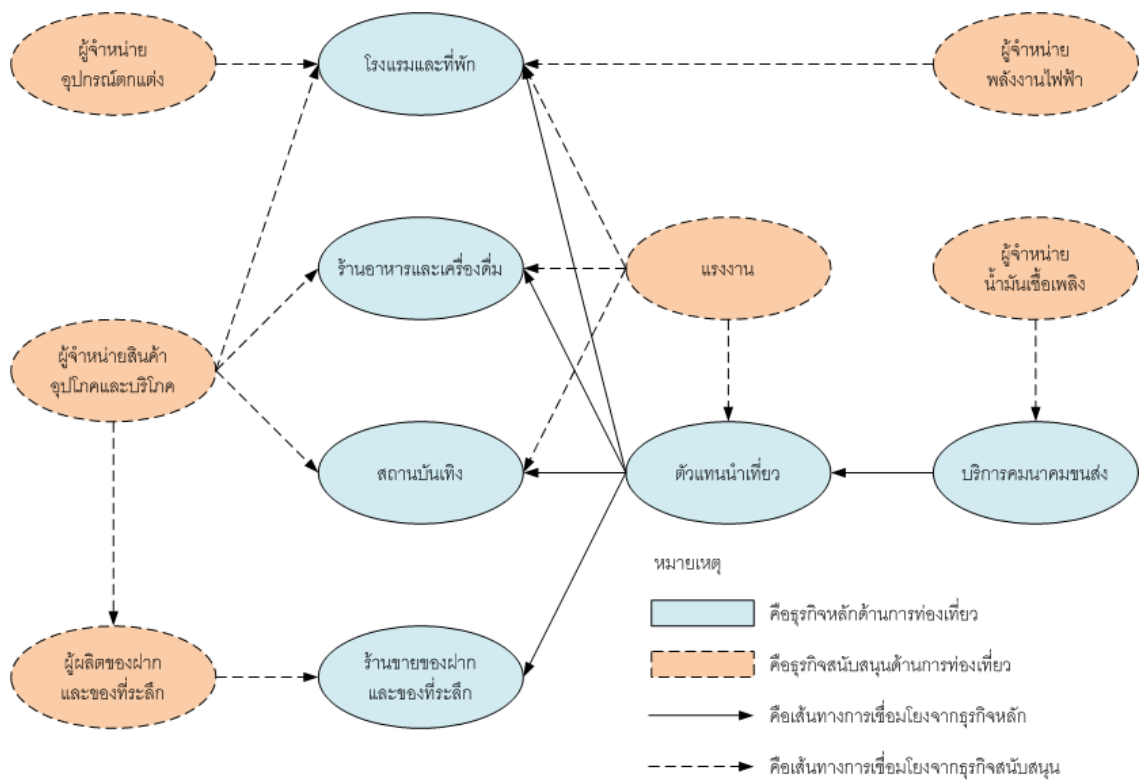 ผู้จำหน่าย
อุปกรณ์ตกแต่ง
โรงแรมและที่พัก
ผู้จำหน่าย
พลังงานไฟฟ้า
ร้านอาหารและเครื่องดื่ม
แรงงาน
ผู้จำหน่าย
น้ำมันเชื้อเพลิง
ผู้จำหน่ายสินค้า
อุปโภคและบริโภค
สถานบันเทิง
ตัวแทนนำเที่ยว
บริการคมนาคมขนส่ง
ผู้ผลิตของฝาก
และของที่ระลึก
ร้านขายของฝาก
และของที่ระลึก
หมายเหตุ
คือธุรกิจหลักด้านการท่องเที่ยว
คือธุรกิจสนับสนุนด้านการท่องเที่ยว
คือเส้นทางการเชื่อมโยงจากธุรกิจหลัก
คือเส้นทางการเชื่อมโยงจากธุรกิจสนับสนุน